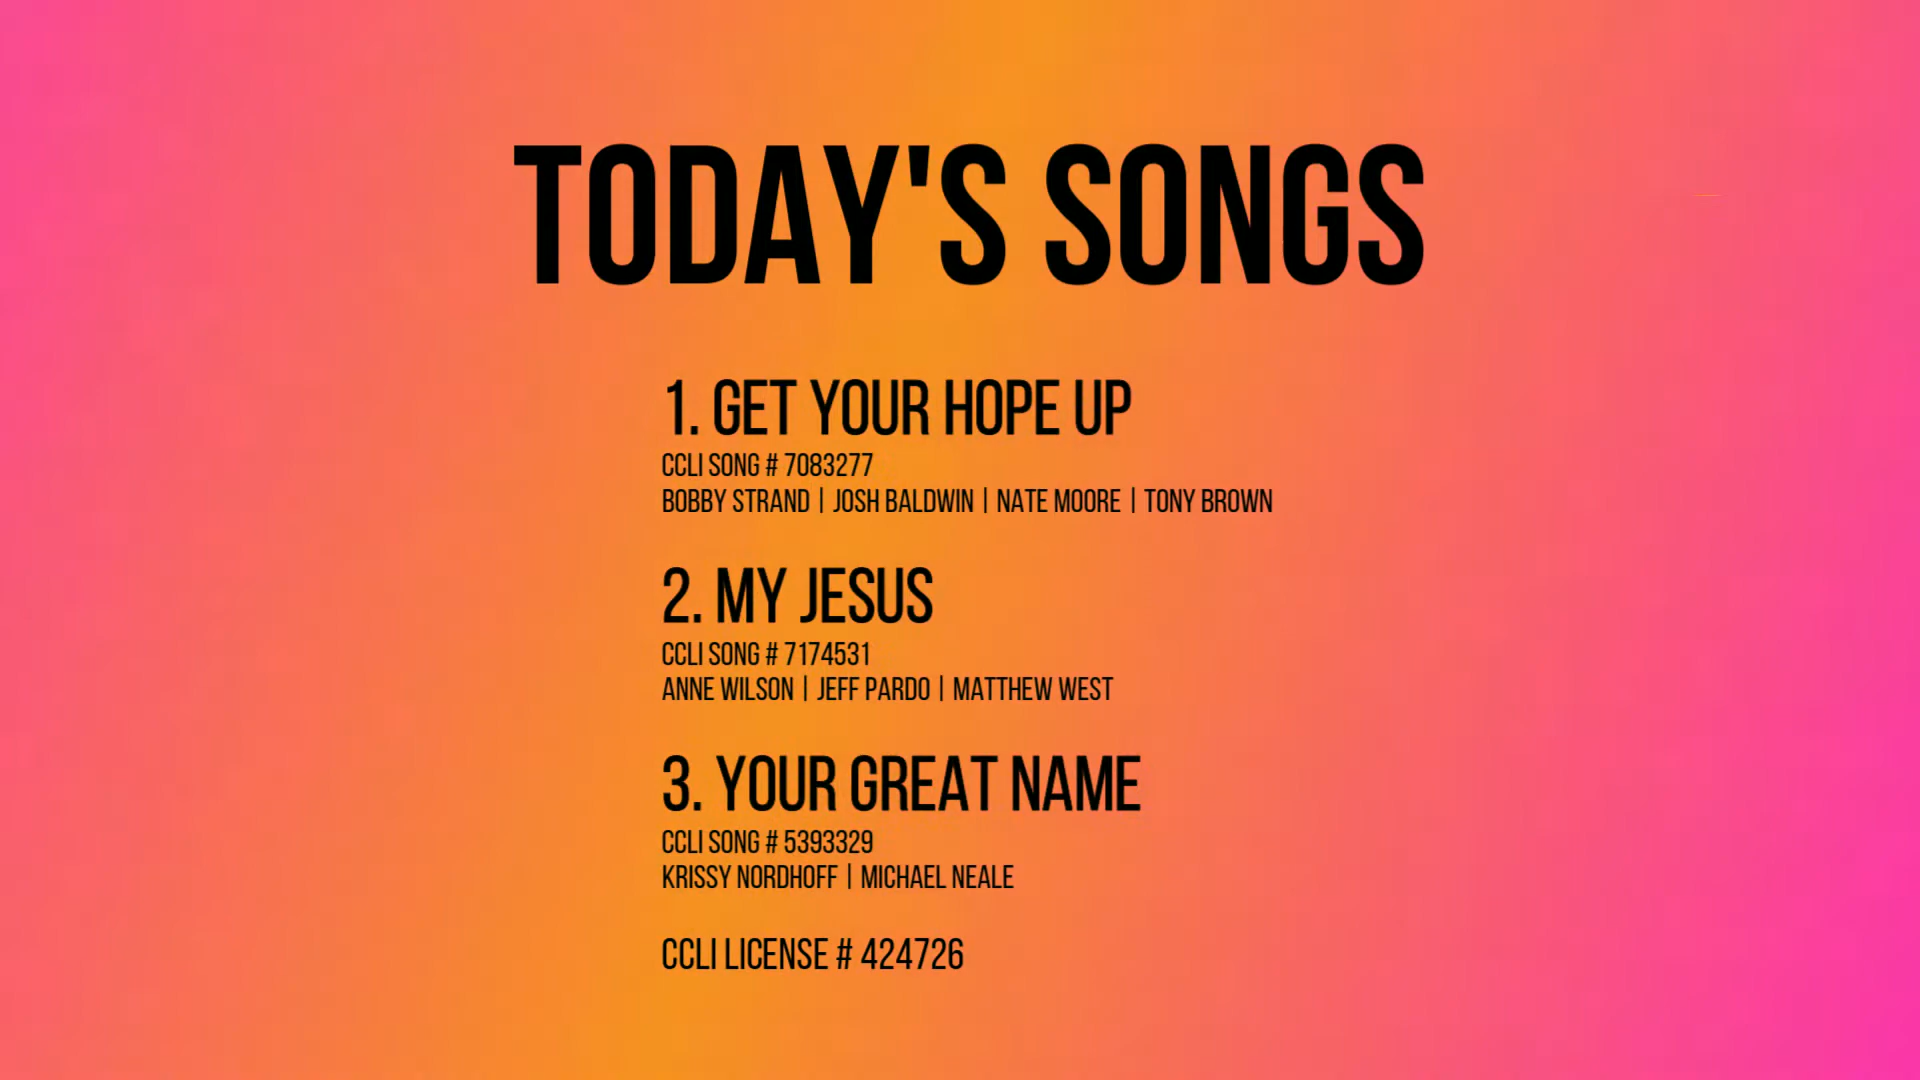 TODAY'S SONGS
1. GET YOUR HOPE UP
CCLI SONG # 7083277
BOBBY STRAND | JOSH BALDWIN | NATE MOORE | TONY BROWN
2. MY JESUS
CCLI SONG # 7174531
ANNE WILSON | JEFF PARDO | MATTHEW WEST
3. YOUR GREAT NAME
CCLI SONG # 5393329
KRISSY NORDHOFF | MICHAEL NEALE
CCLI LICENSE # 424726